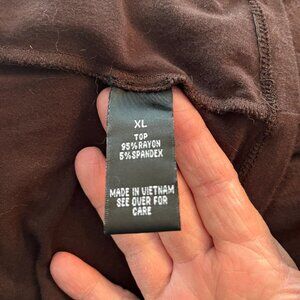 XL
TOP
95%RAYON
5%SPANDEX
MADE IN VIETNAM
SEE OVER FOR
CARE